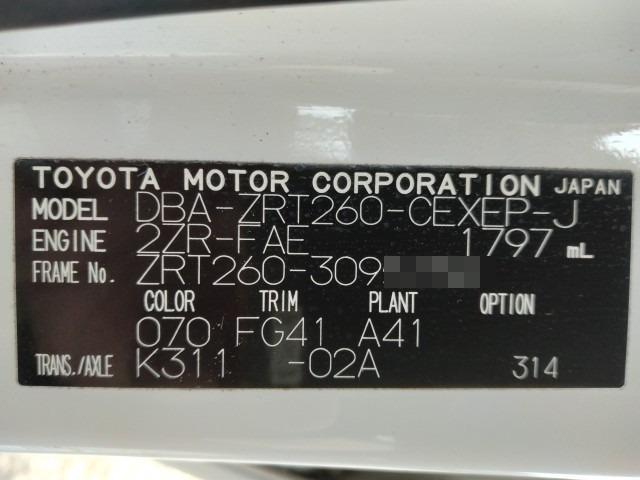 TOYOTA MOTOR CORPORATION JAPAN
MODEL DBA-ZRT260-CEXEP-J
ENGINE 2ZR-FAE 1797 mL
FRAME No. ZRT260-309
COLOR TRIM PLANT OPTION
070 FG41 A41
TRANS./AXLE K311 -02A 314